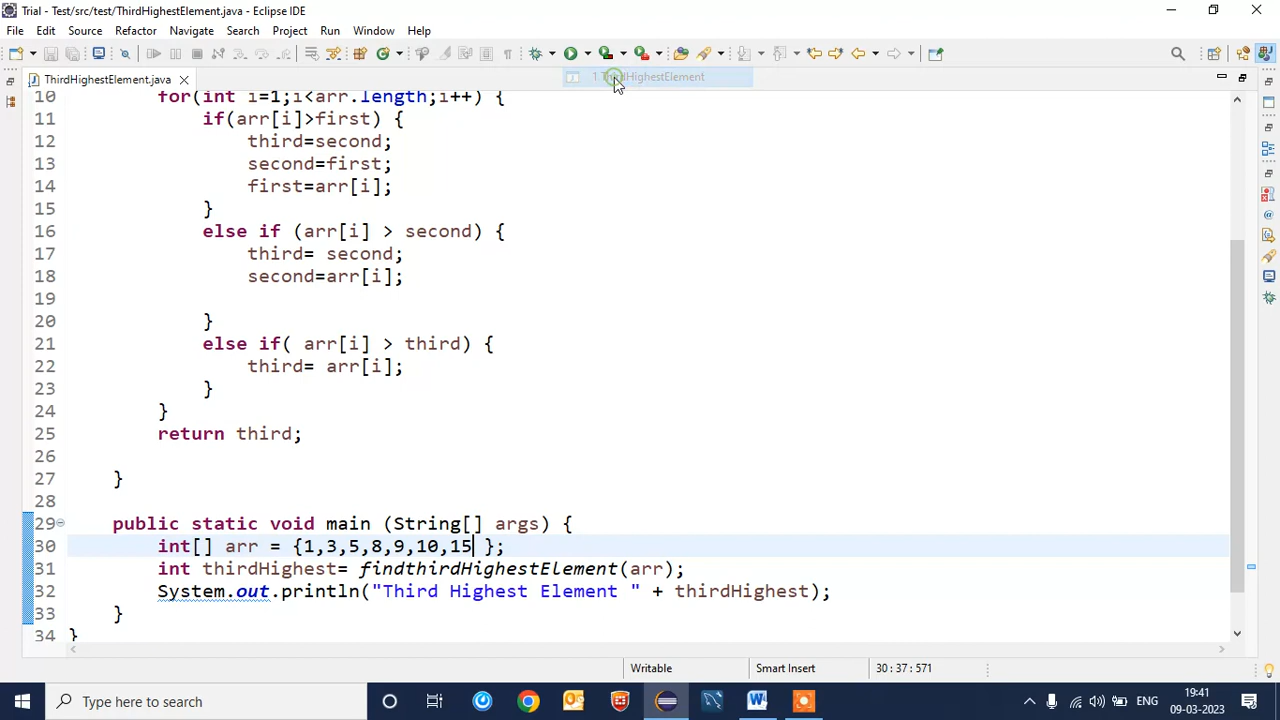 Trial - Test/src/test/ThirdHighestElement.java - Eclipse IDE
File Edit Source Refactor Navigate Search Project Run Window Help
ThirdHighestElement.java
1 ThirdHighestElement
10 for(int i=1;i<arr.length;i++) {
11 if(arr[i]>first) {
12 third=second;
13 second=first;
14 first=arr[i];
15 }
16 else if (arr[i] > second) {
17 third= second;
18 second=arr[i];
19
20 }
21 else if( arr[i] > third) {
22 third= arr[i];
23 }
24 }
25 return third;
26
27 }
28
29 public static void main (String[] args) {
30 int[] arr = {1,3,5,8,9,10,15 };
31 int thirdHighest= findthirdHighestElement(arr);
32 System.out.println("Third Highest Element " + thirdHighest);
33 }
34 }
Writable Smart Insert 30 : 37 : 571
Type here to search
ENG
19:41
09-03-2023